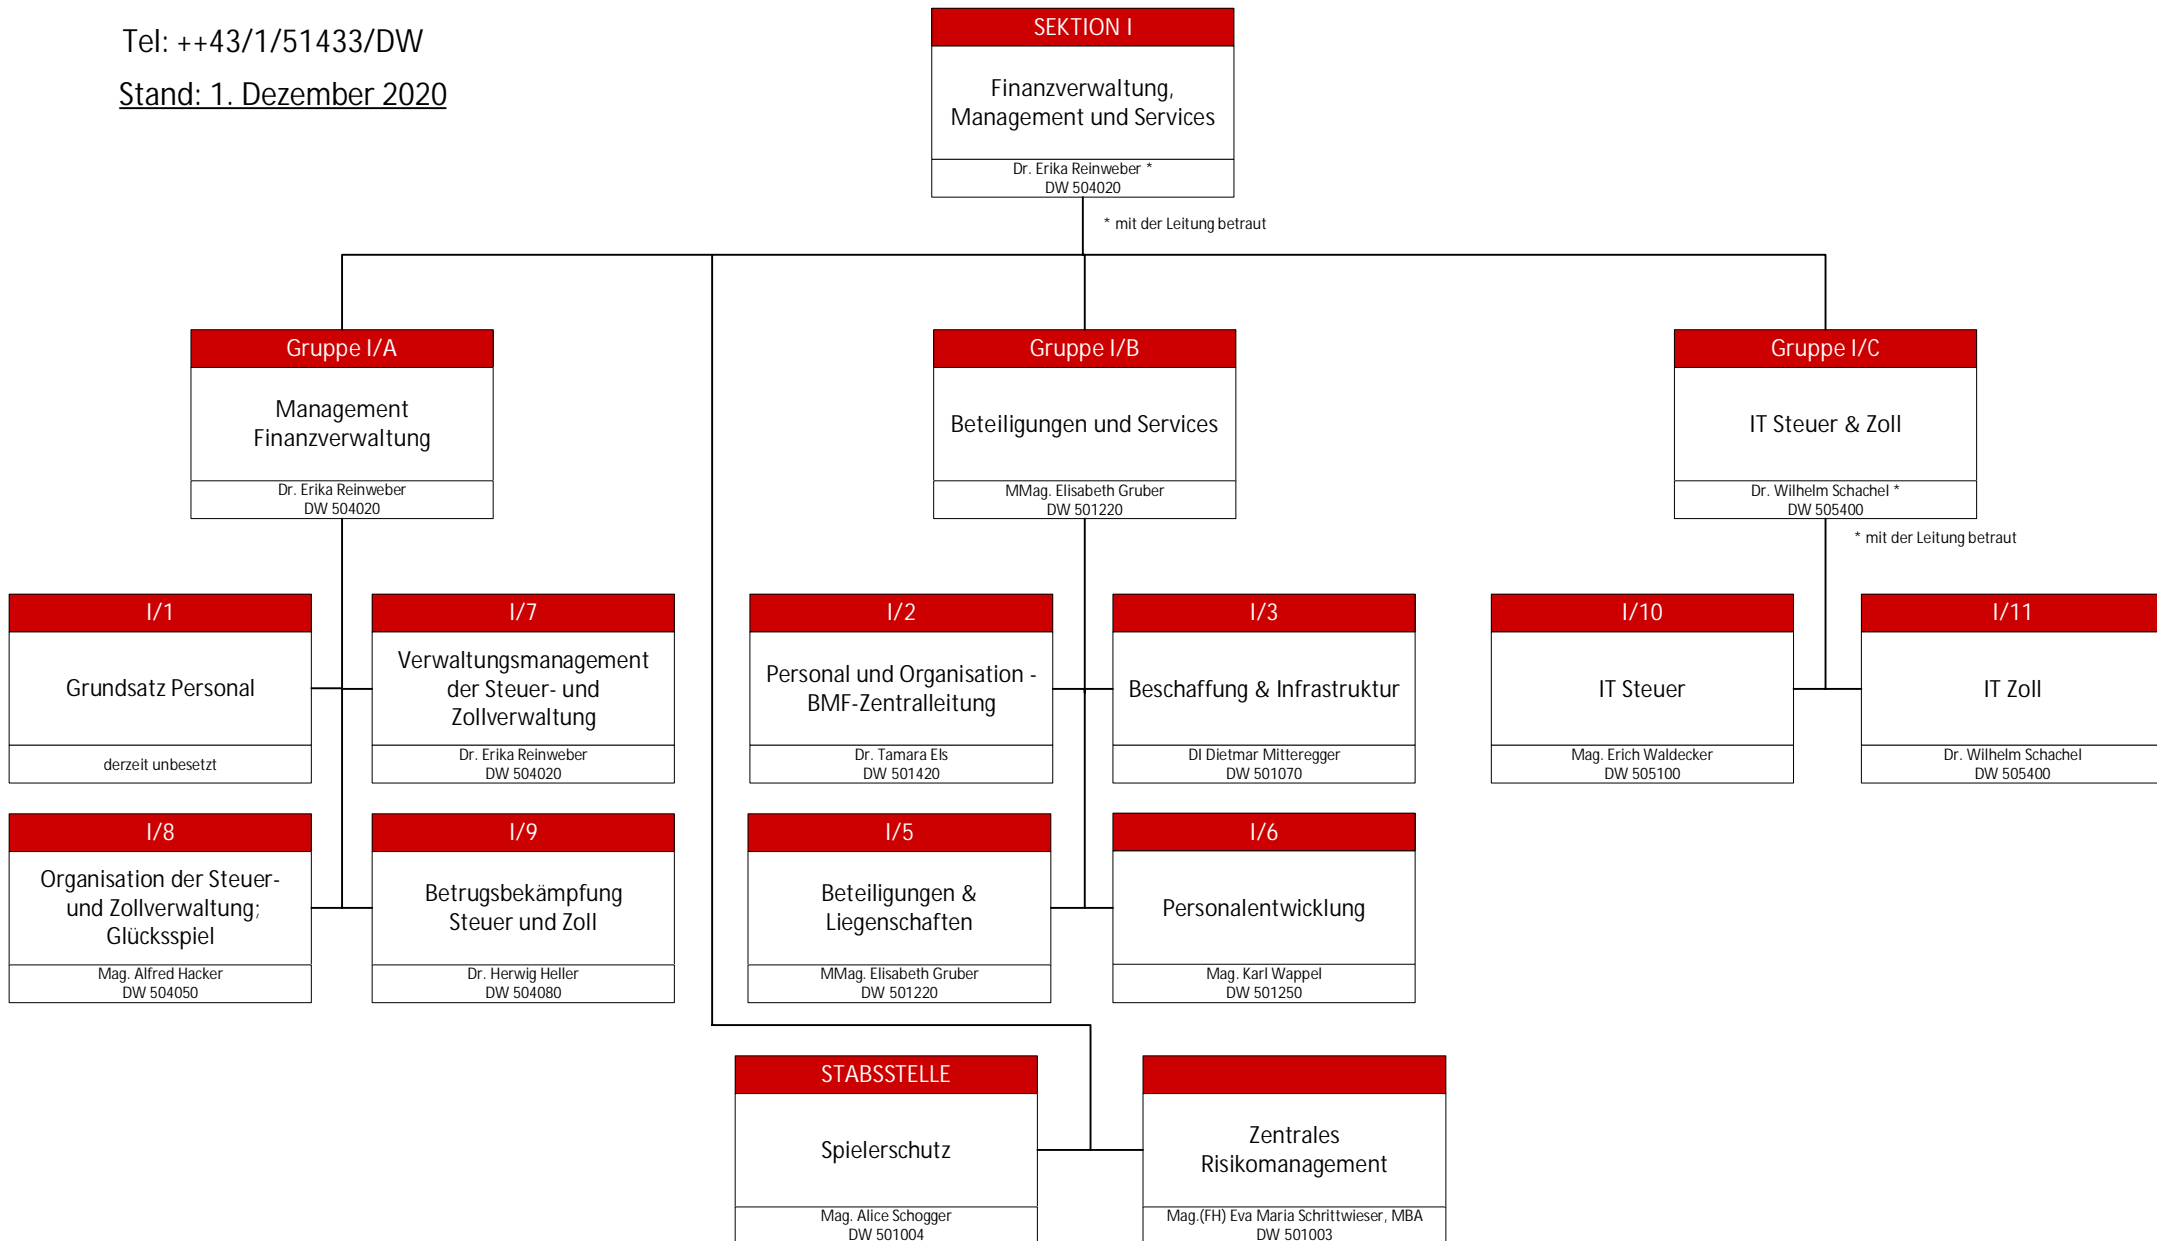 Tel: ++43/1/51433/DW
Stand: 1. Dezember 2020
SEKTION I
Finanzverwaltung,
Management und Services
Dr. Erika Reinweber *
DW 504020
* mit der Leitung betraut
Gruppe I/A
Management
Finanzverwaltung
Dr. Erika Reinweber
DW 504020
Gruppe I/B
Beteiligungen und Services
MMag. Elisabeth Gruber
DW 501220
Gruppe I/C
IT Steuer & Zoll
Dr. Wilhelm Schachel *
DW 505400
* mit der Leitung betraut
I/1
Grundsatz Personal
derzeit unbesetzt
I/7
Verwaltungsmanagement
der Steuer- und
Zollverwaltung
Dr. Erika Reinweber
DW 504020
I/2
Personal und Organisation -
BMF-Zentralleitung
Dr. Tamara Els
DW 501420
I/3
Beschaffung & Infrastruktur
DI Dietmar Mitteregger
DW 501070
I/10
IT Steuer
Mag. Erich Waldecker
DW 505100
I/11
IT Zoll
Dr. Wilhelm Schachel
DW 505400
I/8
Organisation der Steuer-
und Zollverwaltung;
Glücksspiel
Mag. Alfred Hacker
DW 504050
I/9
Betrugsbekämpfung
Steuer und Zoll
Dr. Herwig Heller
DW 504080
I/5
Beteiligungen &
Liegenschaften
MMag. Elisabeth Gruber
DW 501220
I/6
Personalentwicklung
Mag. Karl Wappel
DW 501250
STABSSTELLE
Spielerschutz
Mag. Alice Schogger
DW 501004
Zentrales
Risikomanagement
Mag.(FH) Eva Maria Schrittwieser, MBA
DW 501003